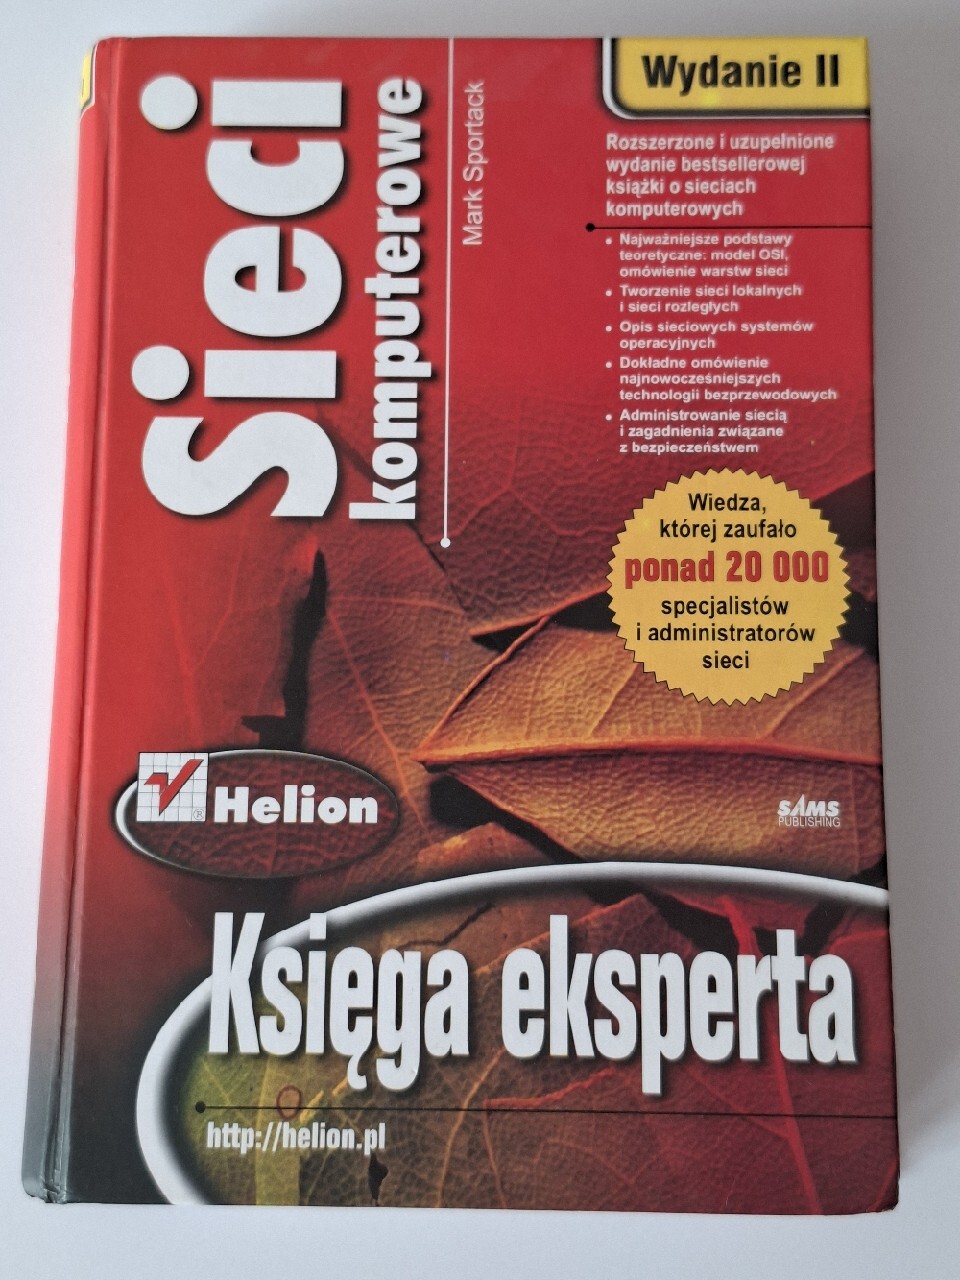 Sieci
komputerowe
Mark Sportack
Wydanie II
Rozszerzone i uzupełnione
wydanie bestsellerowej
książki o sieciach
komputerowych
• Najważniejsze podstawy
teoretyczne: model OSI,
omówienie warstw sieci
• Tworzenie sieci lokalnych
i sieci rozległych
• Opis sieciowych systemów
operacyjnych
• Dokładne omówienie
najnowocześniejszych
technologii bezprzewodowych
• Administrowanie siecią
i zagadnienia związane
z bezpieczeństwem
Wiedza,
której zaufało
ponad 20 000
specjalistów
i administratorów
sieci
Helion
®
SAMS
PUBLISHING
Księga eksperta
http://helion.pl